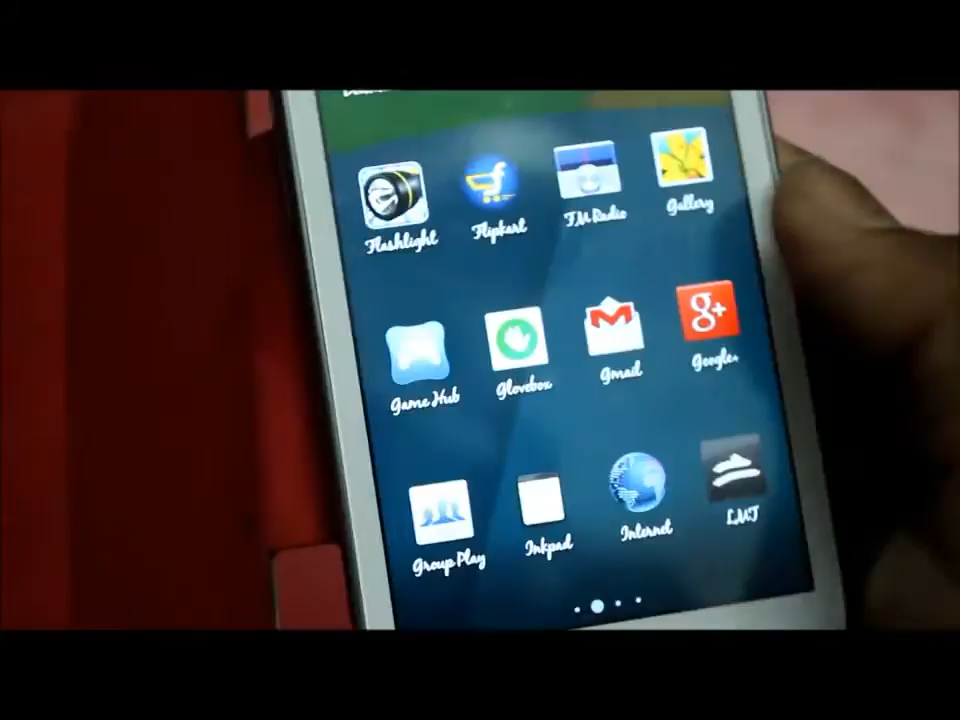 Flashlight
Flipkart
FM Radio
Gallery
Game Hub
Glovebox
Gmail
Google+
Group Play
Inkpad
Internet
LMT